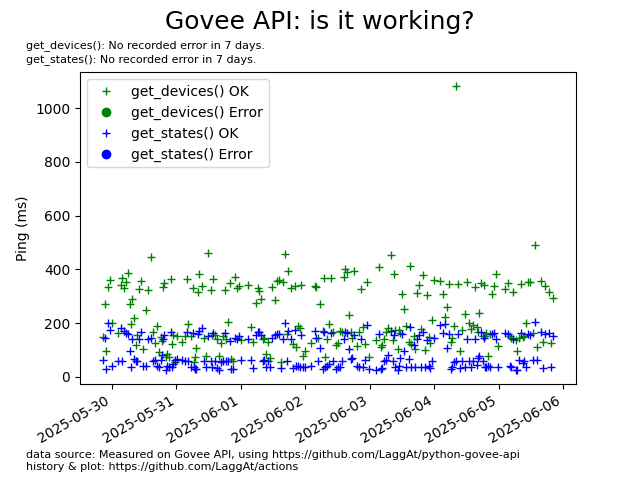 Govee API: is it working?
get_devices(): No recorded error in 7 days.
get_states(): No recorded error in 7 days.
get_devices() OK
get_devices() Error
get_states() OK
get_states() Error
Ping (ms)
1000
800
600
400
200
0
2025-05-30
2025-05-31
2025-06-01
2025-06-02
2025-06-03
2025-06-04
2025-06-05
2025-06-06
data source: Measured on Govee API, using https://github.com/LaggAt/python-govee-api
history & plot: https://github.com/LaggAt/actions